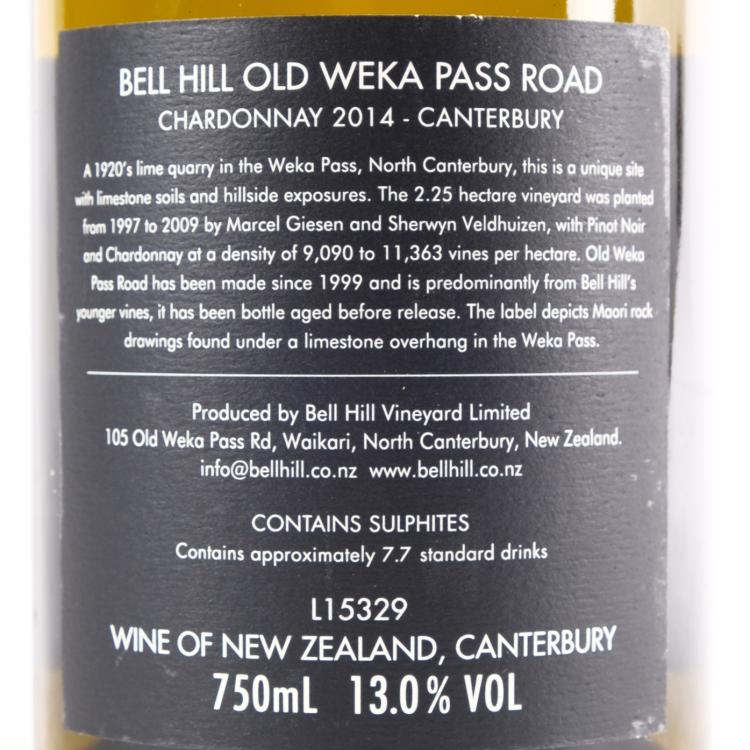 BELL HILL OLD WEKA PASS ROAD
CHARDONNAY 2014 - CANTERBURY
A 1920's lime quarry in the Weka Pass, North Canterbury, this is a unique site
with limestone soils and hillside exposures. The 2.25 hectare vineyard was planted
from 1997 to 2009 by Marcel Giesen and Sherwyn Veldhuizen, with Pinot Noir
and Chardonnay at a density of 9,090 to 11,363 vines per hectare. Old Weka
Pass Road has been made since 1999 and is predominantly from Bell Hill's
younger vines, it has been bottle aged before release. The label depicts Maori rock
drawings found under a limestone overhang in the Weka Pass.
Produced by Bell Hill Vineyard Limited
105 Old Weka Pass Rd, Waikari, North Canterbury, New Zealand.
info@bellhill.co.nz www.bellhill.co.nz
CONTAINS SULPHITES
Contains approximately 7.7 standard drinks
L15329
WINE OF NEW ZEALAND, CANTERBURY
750mL 13.0% VOL